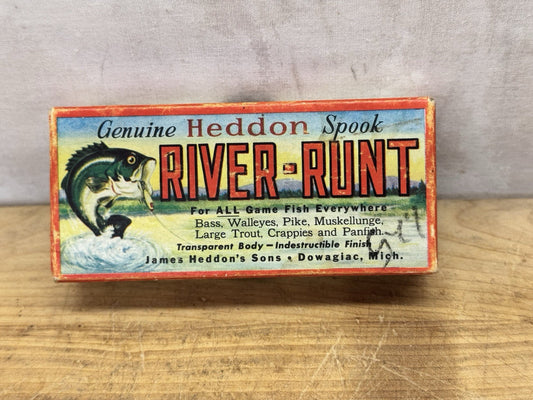 Genuine Heddon Spook
RIVER-RUNT
For ALL Game Fish Everywhere
Bass, Walleyes, Pike, Muskellunge,
Large Trout, Crappies and Panfish.
Transparent Body — Indestructible Finish
James Heddon's Sons • Dowagiac, Mich.